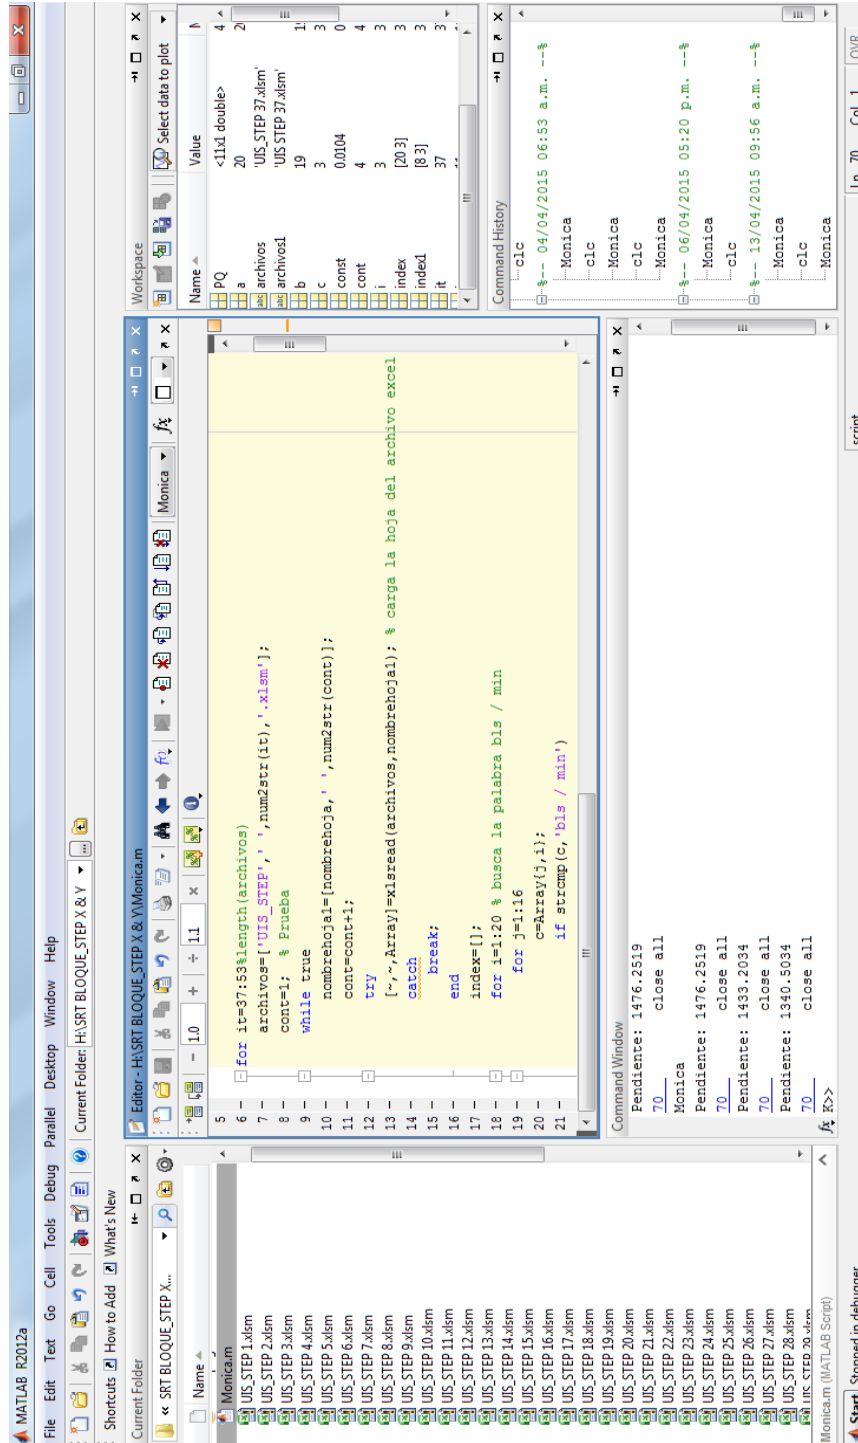 MATLAB R2012a
File Edit Text Go Cell Tools Debug Parallel Desktop Window Help
Current Folder: H:\SRT BLOQUE_STEP X & Y
Shortcuts How to Add What's New
Current Folder
« SRT BLOQUE_STEP X...
Name
Monica.m
UIS_STEP 1.xlsm
UIS_STEP 2.xlsm
UIS_STEP 3.xlsm
UIS_STEP 4.xlsm
UIS_STEP 5.xlsm
UIS_STEP 6.xlsm
UIS_STEP 7.xlsm
UIS_STEP 8.xlsm
UIS_STEP 9.xlsm
UIS_STEP 10.xlsm
UIS_STEP 11.xlsm
UIS_STEP 12.xlsm
UIS_STEP 13.xlsm
UIS_STEP 14.xlsm
UIS_STEP 15.xlsm
UIS_STEP 16.xlsm
UIS_STEP 17.xlsm
UIS_STEP 18.xlsm
UIS_STEP 19.xlsm
UIS_STEP 20.xlsm
UIS_STEP 21.xlsm
UIS_STEP 22.xlsm
UIS_STEP 23.xlsm
UIS_STEP 24.xlsm
UIS_STEP 25.xlsm
UIS_STEP 26.xlsm
UIS_STEP 27.xlsm
UIS_STEP 28.xlsm
UIS_STEP 29.xlsm
Monica.m (MATLAB Script)
Editor - H:\SRT BLOQUE_STEP X & Y\Monica.m
Monica fx
− 1.0 + ÷ 1.1 ×
5
6 − for it=37:53%length(archivos)
7 − archivos=['UIS_STEP',' ',num2str(it),'.xlsm'];
8 − cont=1; % Prueba
9 − while true
10 − nombrehoja1=[nombrehoja,' ',num2str(cont)];
11 − cont=cont+1;
12 − try
13 − [~,~,Array]=xlsread(archivos,nombrehoja1); % carga la hoja del archivo excel
14 − catch
15 − break;
16 − end
17 − index=[];
18 − for i=1:20 % busca la palabra bls / min
19 − for j=1:16
20 − c=Array{j,i};
21 − if strcmp(c,'bls / min')
Command Window
Pendiente: 1476.2519
70 close all
Monica
Pendiente: 1476.2519
70 close all
Pendiente: 1433.2034
70 close all
Pendiente: 1340.5034
70 close all
fx K>>
Workspace
Select data to plot
Name Value
PQ <11x1 double> 4
a 20
archivos 'UIS_STEP 37.xlsm'
archivos1 'UIS STEP 37.xlsm'
b 19
c 3 3
const 0.0104 0
cont 4 3
i 3 3
index [20 3] 3
index1 [8 3] 3
it 37
Command History
clc
%-- 04/04/2015 06:53 a.m. --%
Monica
clc
Monica
clc
Monica
%-- 06/04/2015 05:20 p.m. --%
Monica
clc
%-- 13/04/2015 09:56 a.m. --%
Monica
clc
Monica
Start Stopped in debugger
script
Ln 70 Col 1 OVR